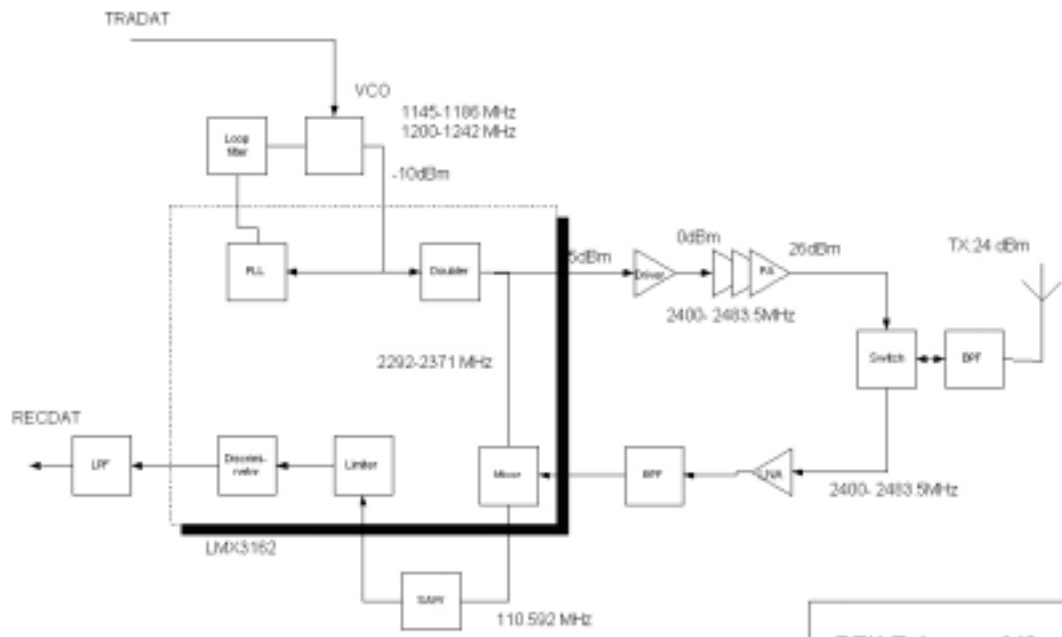 TRADAT
VCO
1145-1186 MHz
1200-1242 MHz
Loop
filter
-10dBm
PLL
Doubler
5dBm
Driver
0dBm
PA
26dBm
TX:24 dBm
2400- 2483.5MHz
Switch
BPF
2292-2371 MHz
RECDAT
LPF
Discrimi-
nator
Limiter
Mixer
BPF
LNA
2400- 2483.5MHz
LMX3162
SAW
110.592 MHz